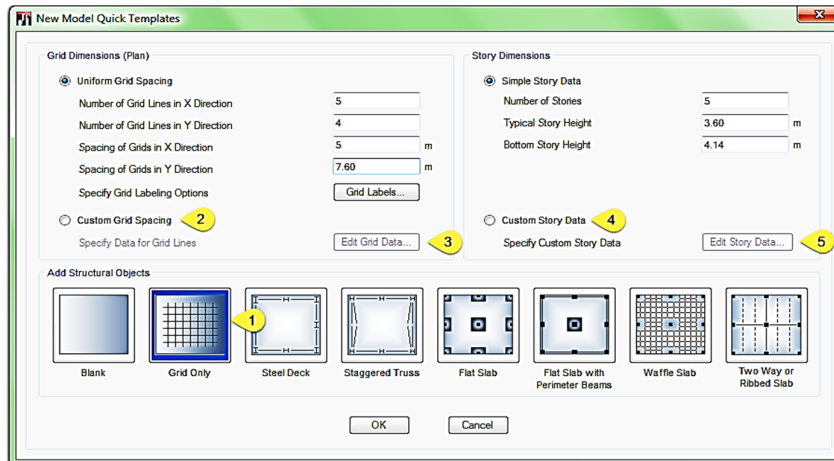 New Model Quick Templates
Grid Dimensions (Plan)
Uniform Grid Spacing
Number of Grid Lines in X Direction 5
Number of Grid Lines in Y Direction 4
Spacing of Grids in X Direction 5 m
Spacing of Grids in Y Direction 7.60 m
Specify Grid Labeling Options Grid Labels...
Custom Grid Spacing 2
Specify Data for Grid Lines Edit Grid Data... 3
Story Dimensions
Simple Story Data
Number of Stories 5
Typical Story Height 3.60 m
Bottom Story Height 4.14 m
Custom Story Data 4
Specify Custom Story Data Edit Story Data... 5
Add Structural Objects
1
Blank
Grid Only
Steel Deck
Staggered Truss
Flat Slab
Flat Slab with
Perimeter Beams
Waffle Slab
Two Way or
Ribbed Slab
OK
Cancel